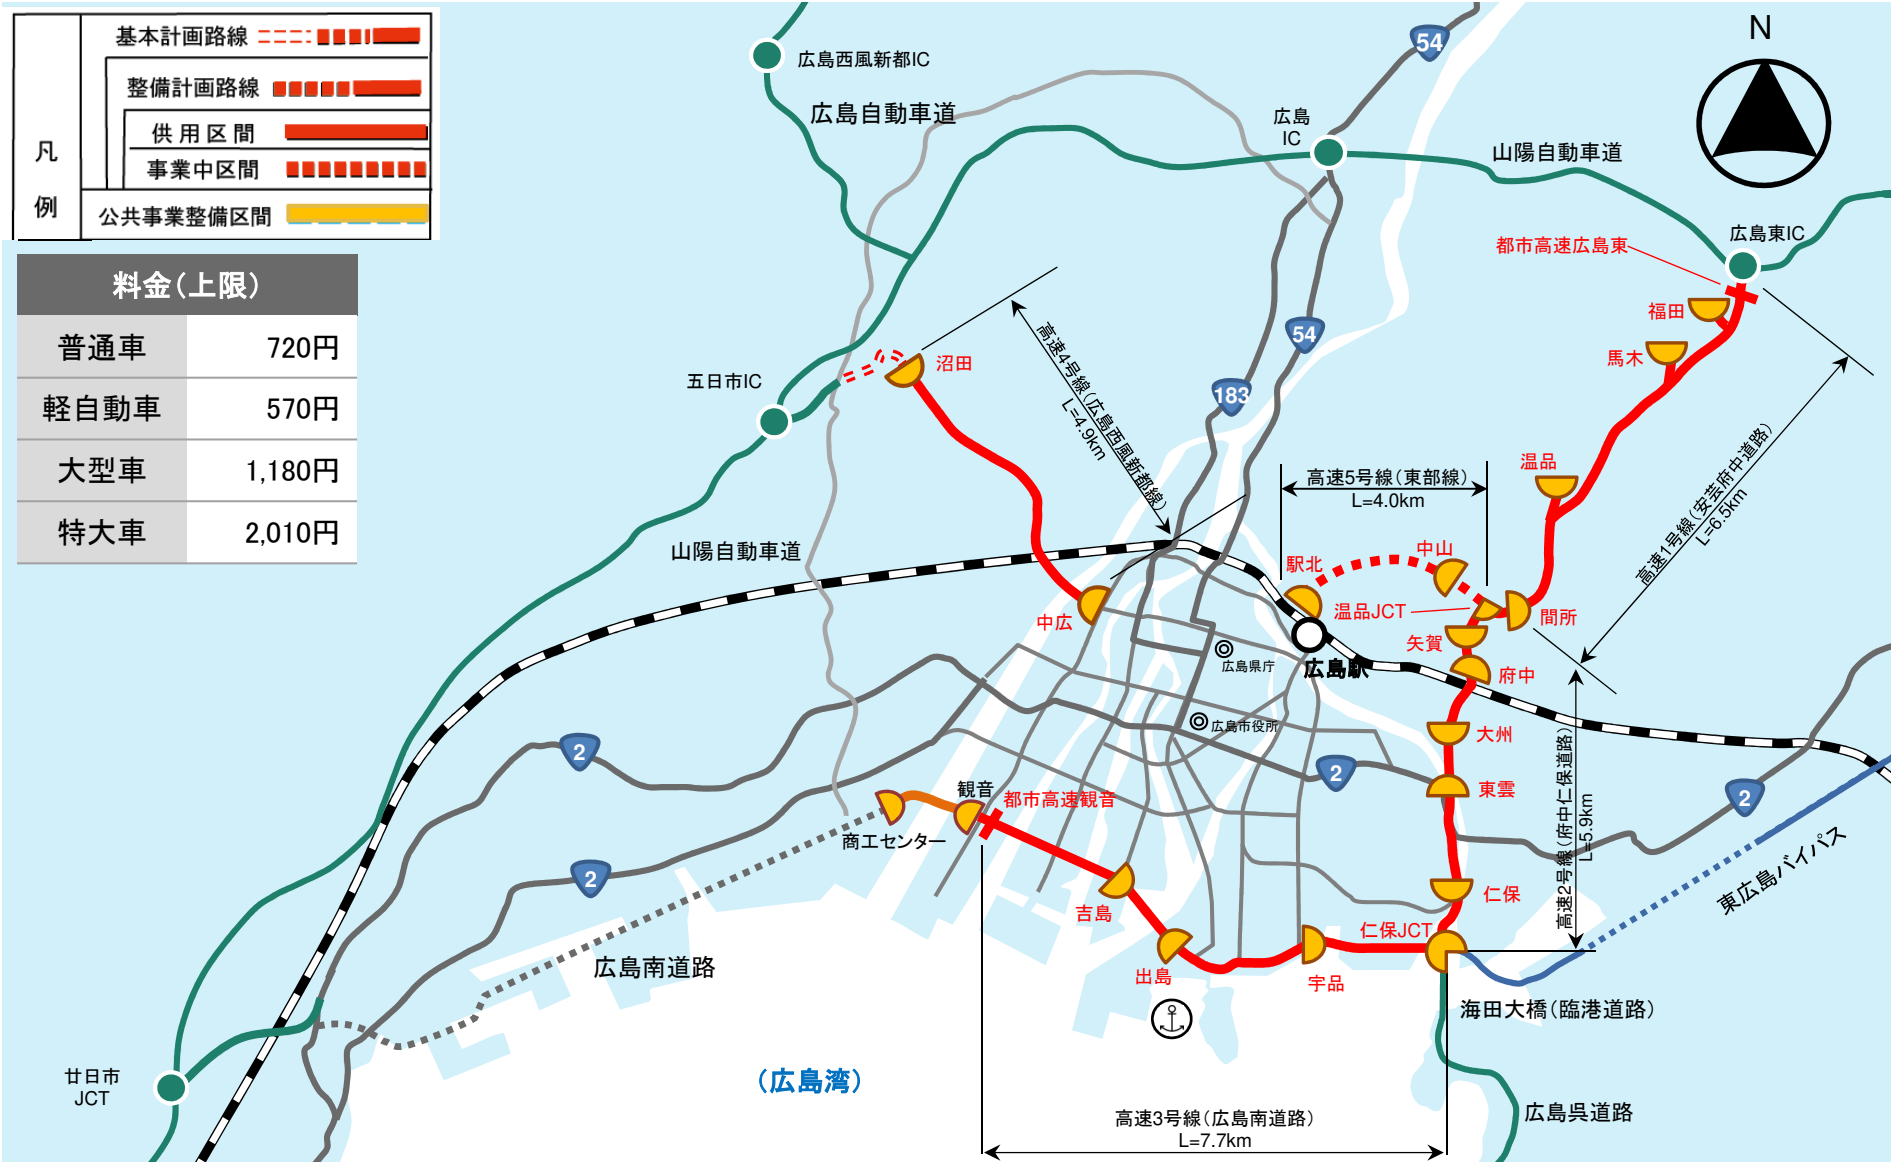 凡
例
基本計画路線
整備計画路線
供用区間
事業中区間
公共事業整備区間
料金(上限)
普通車 720円
軽自動車 570円
大型車 1,180円
特大車 2,010円
N
広島西風新都IC
広島自動車道
54
広島
IC
山陽自動車道
広島東IC
都市高速広島東
福田
馬木
温品
高速1号線(安芸府中道路)
L=6.5km
沼田
五日市IC
高速4号線(広島西風新都線)
L=4.9km
54
183
高速5号線(東部線)
L=4.0km
山陽自動車道
駅北
中山
温品JCT
間所
中広
矢賀
府中
広島県庁
広島駅
広島市役所
大州
東雲
高速2号線(府中仁保道路)
L=5.9km
2
2
2
2
観音
都市高速観音
商工センター
仁保
東広島バイパス
吉島
仁保JCT
出島
宇品
広島南道路
海田大橋(臨港道路)
廿日市
JCT
(広島湾)
広島呉道路
高速3号線(広島南道路)
L=7.7km